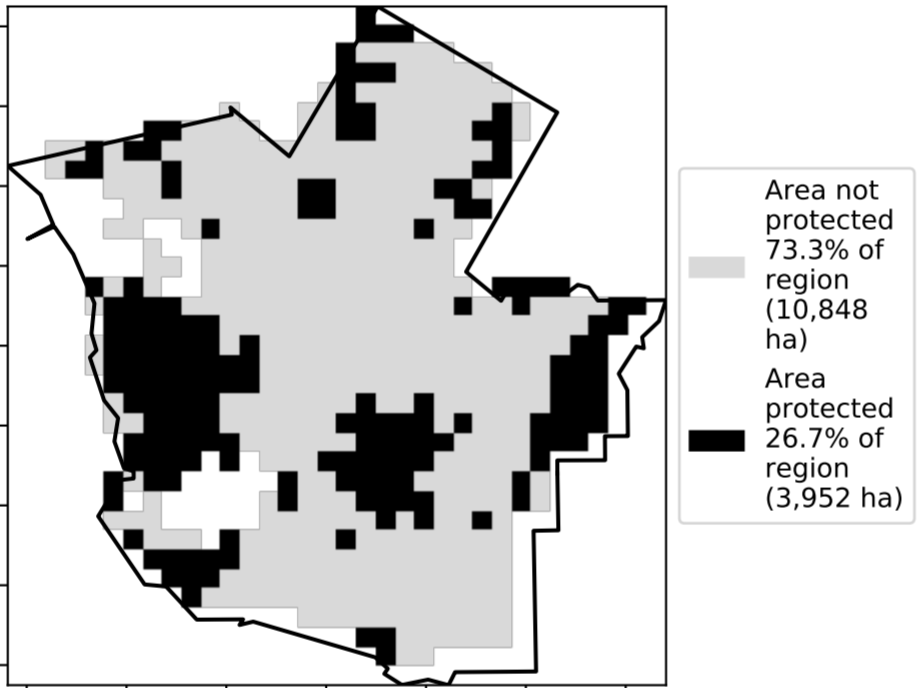 Area not
protected
73.3% of
region
(10,848
ha)
Area
protected
26.7% of
region
(3,952 ha)